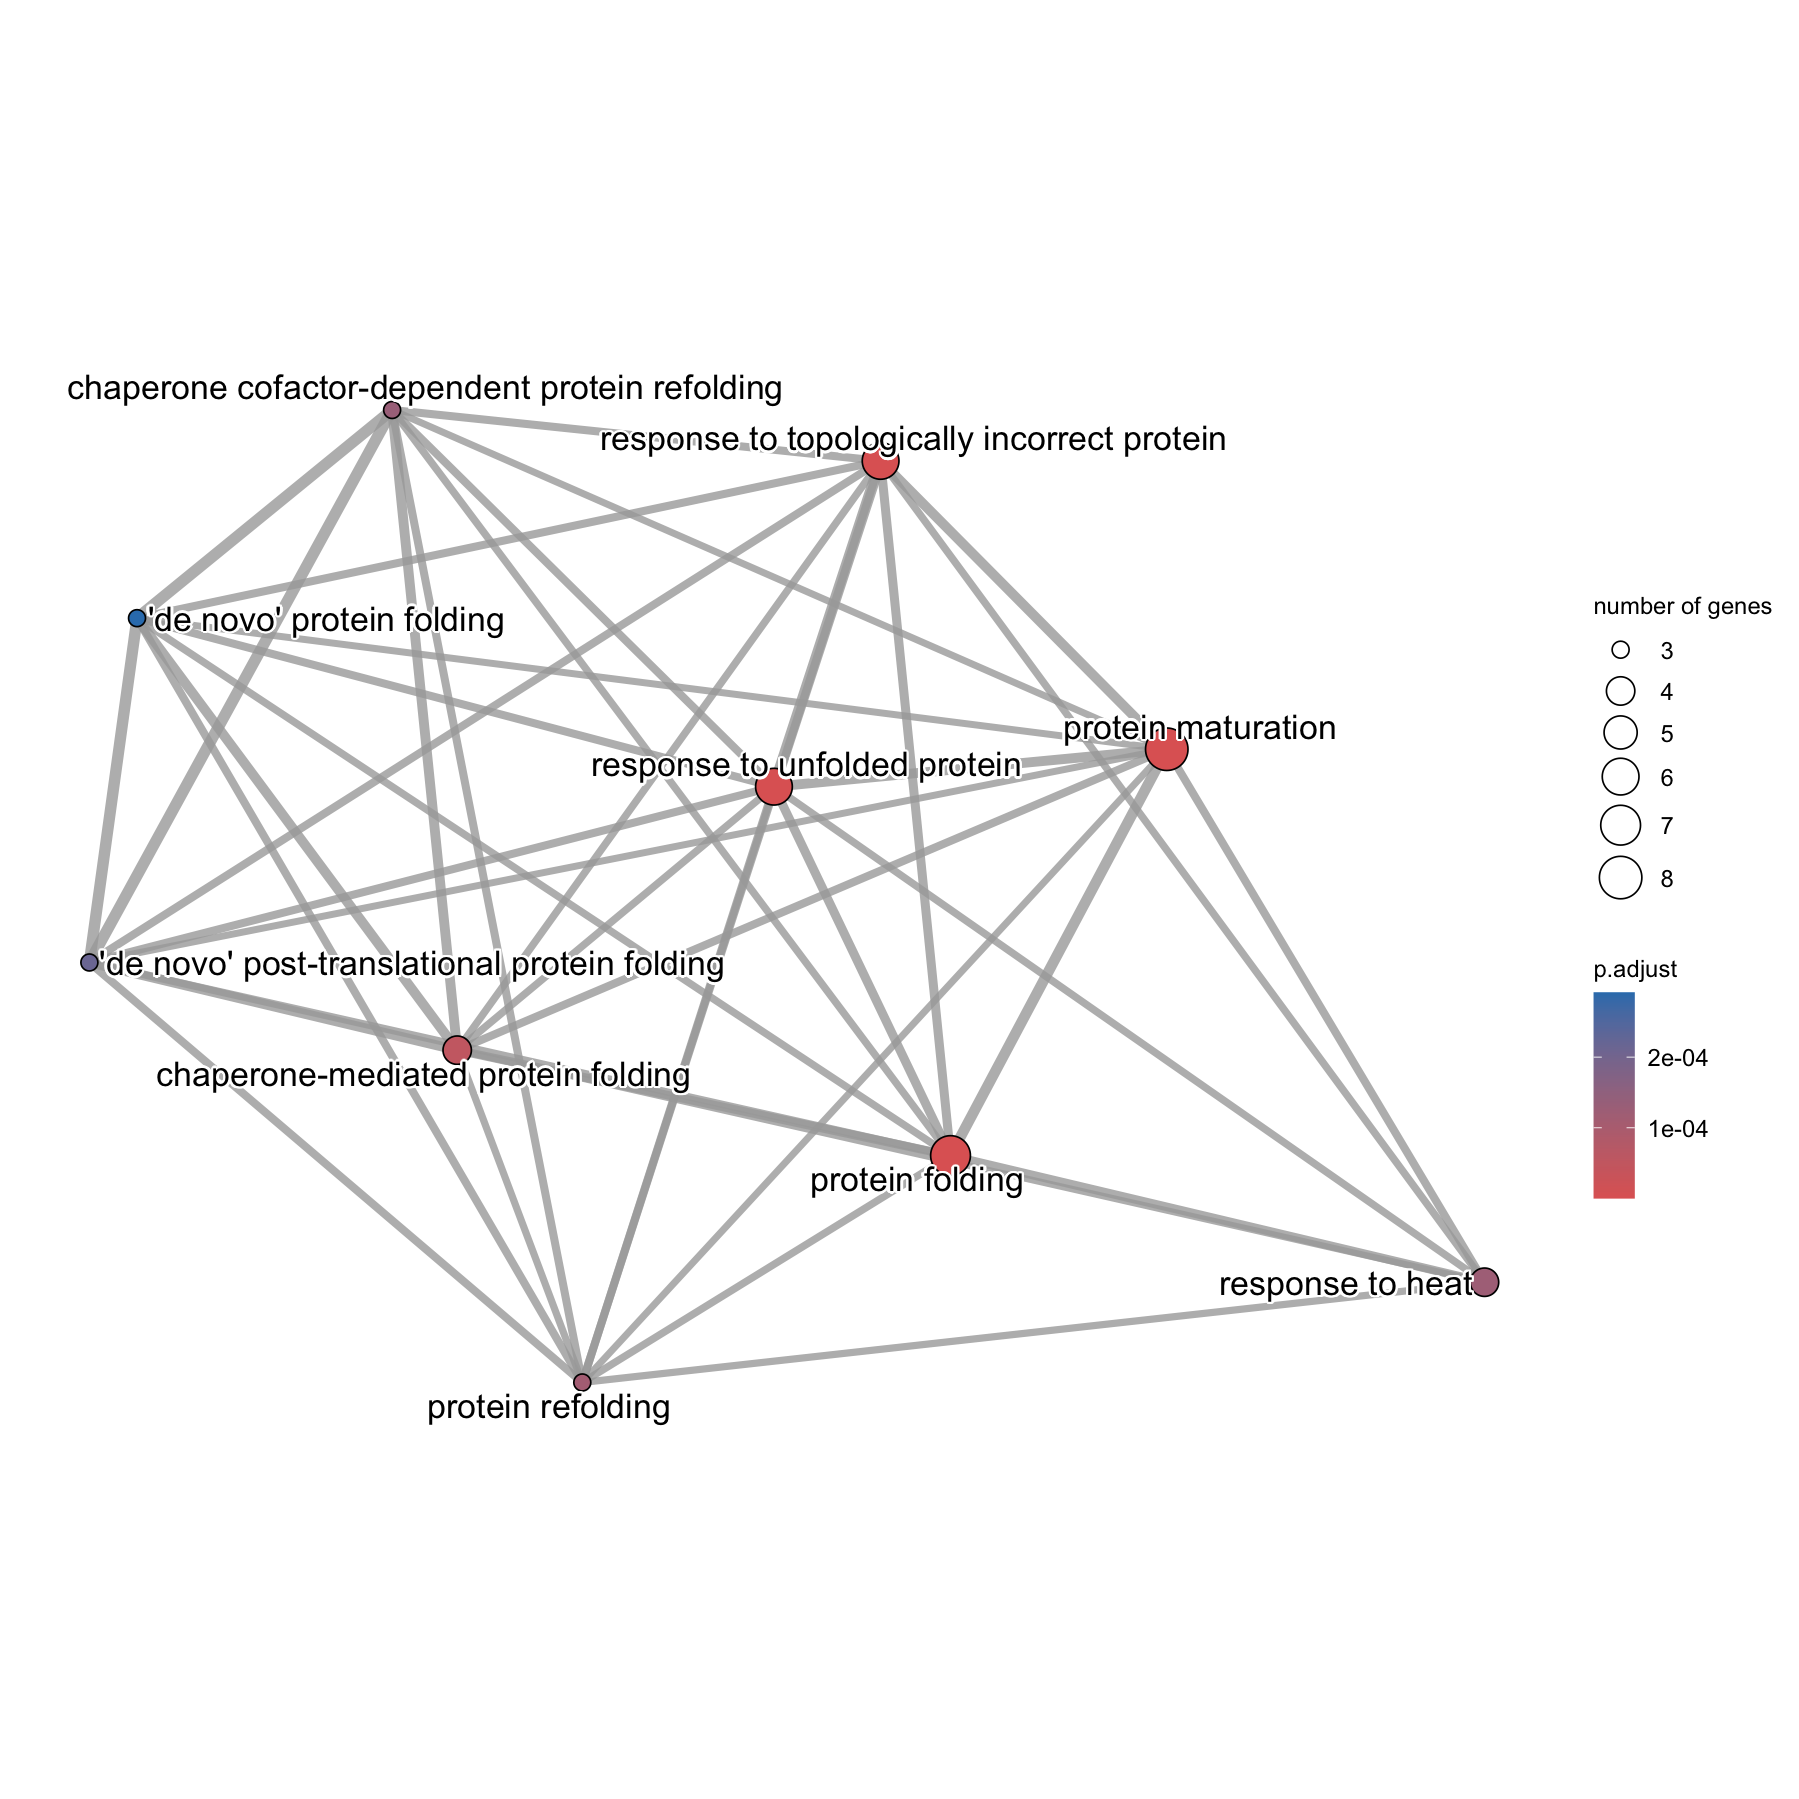 chaperone cofactor-dependent protein refolding
response to topologically incorrect protein
'de novo' protein folding
protein maturation
response to unfolded protein
'de novo' post-translational protein folding
chaperone-mediated protein folding
protein folding
response to heat
protein refolding
number of genes
3
4
5
6
7
8
p.adjust
2e-04
1e-04